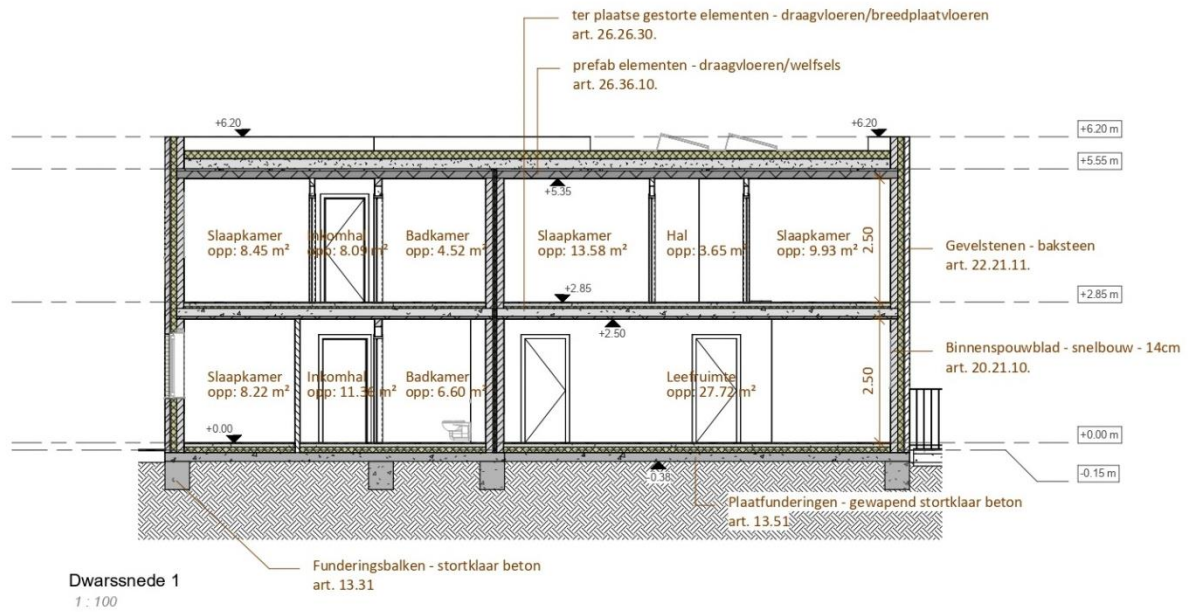 ter plaatse gestorte elementen - draagvloeren/breedplaatvloeren
art. 26.26.30.
prefab elementen - draagvloeren/welfsels
art. 26.36.10.
+6.20
+6.20
+6.20 m
+5.55 m
+5.35
Slaapkamer
opp: 8.45 m²
Inkomhal
opp: 8.09 m²
Badkamer
opp: 4.52 m²
Slaapkamer
opp: 13.58 m²
Hal
opp: 3.65 m²
Slaapkamer
opp: 9.93 m²
2.50
Gevelstenen - baksteen
art. 22.21.11.
+2.85
+2.85 m
+2.50
Binnenspouwblad - snelbouw - 14cm
art. 20.21.10.
Slaapkamer
opp: 8.22 m²
Inkomhal
opp: 11.36 m²
Badkamer
opp: 6.60 m²
Leefruimte
opp: 27.72 m²
2.50
+0.00
+0.00 m
-0.15 m
-0.38
Plaatfunderingen - gewapend stortklaar beton
art. 13.51
Funderingsbalken - stortklaar beton
art. 13.31
Dwarssnede 1
1 : 100